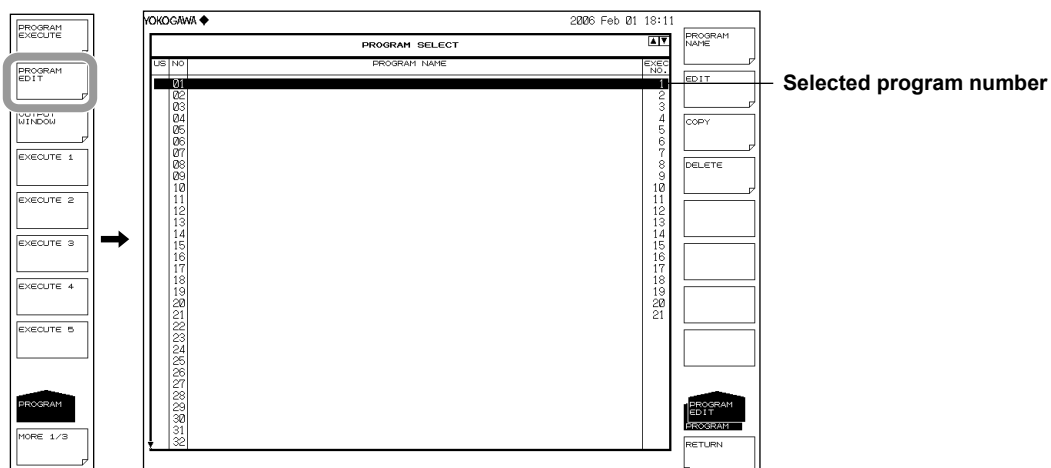 PROGRAM
EXECUTE
PROGRAM
EDIT
OUTPUT
WINDOW
EXECUTE 1
EXECUTE 2
EXECUTE 3
EXECUTE 4
EXECUTE 5
PROGRAM
MORE 1/3
YOKOGAWA ◆ 2006 Feb 01 18:11
PROGRAM SELECT
US NO PROGRAM NAME EXEC NO.
01 1
02 2
03 3
04 4
05 5
06 6
07 7
08 8
09 9
10 10
11 11
12 12
13 13
14 14
15 15
16 16
17 17
18 18
19 19
20 20
21 21
22
23
24
25
26
27
28
29
30
31
32
PROGRAM
NAME
EDIT
COPY
DELETE
PROGRAM
EDIT
PROGRAM
RETURN
Selected program number